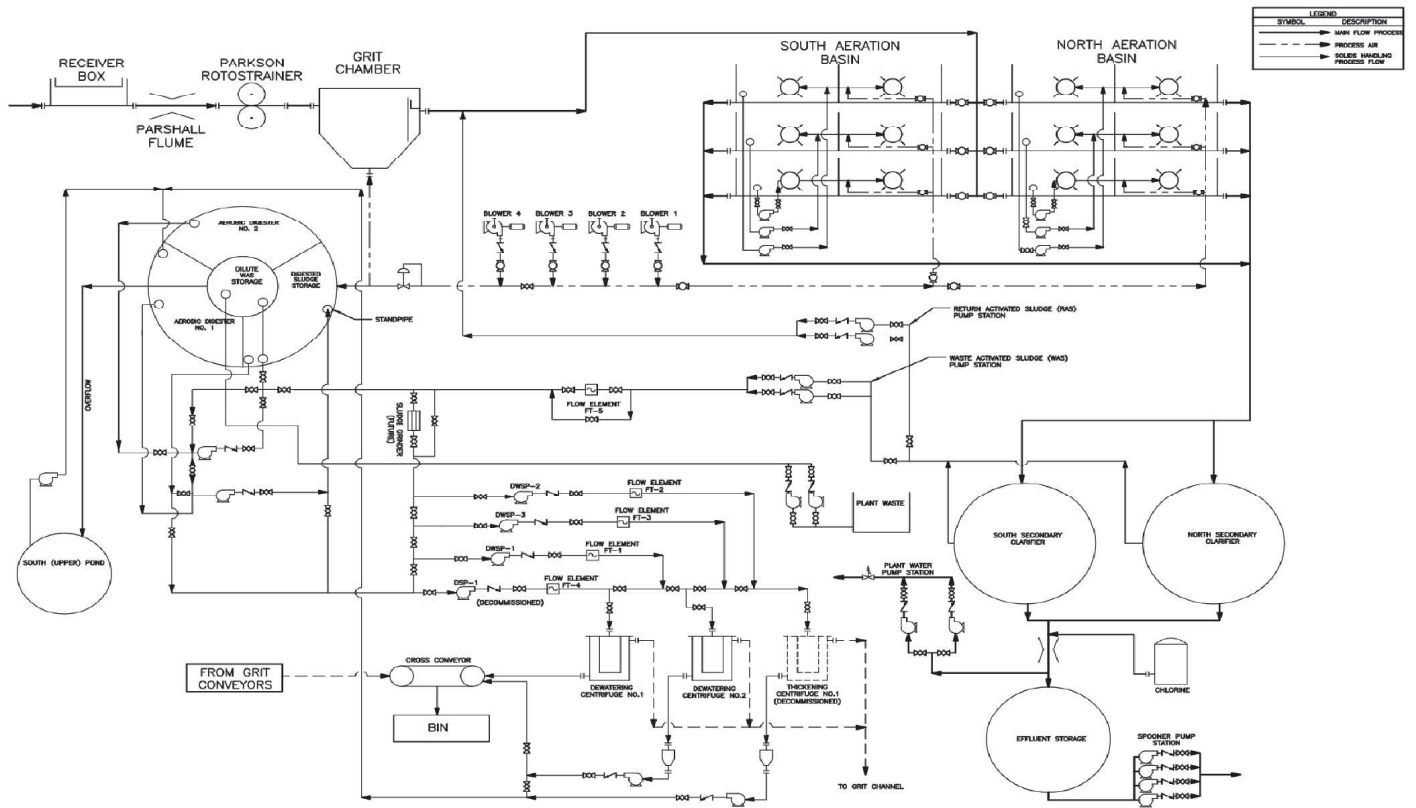 LEGEND
SYMBOL DESCRIPTION
MAIN FLOW PROCESS
PROCESS AIR
SOLIDS HANDLING
PROCESS FLOW
RECEIVER
BOX
PARSHALL
FLUME
PARKSON
ROTOSTRAINER
GRIT
CHAMBER
SOUTH AERATION
BASIN
NORTH AERATION
BASIN
BLOWER 4
BLOWER 3
BLOWER 2
BLOWER 1
AEROBIC DIGESTER
NO. 2
DILUTE
WAS
STORAGE
DIGESTED
SLUDGE
STORAGE
AEROBIC DIGESTER
NO. 1
STANDPIPE
OVERFLOW
RETURN ACTIVATED SLUDGE (RAS)
PUMP STATION
WASTE ACTIVATED SLUDGE (WAS)
PUMP STATION
FLOW ELEMENT
FT-5
SLUDGE GRINDER
(FUTURE)
DWSP-2
FLOW ELEMENT
FT-2
DWSP-3
FLOW ELEMENT
FT-3
DWSP-1
FLOW ELEMENT
FT-1
DSP-1
(DECOMMISSIONED)
FLOW ELEMENT
FT-4
PLANT WASTE
SOUTH (UPPER) POND
SOUTH SECONDARY
CLARIFIER
NORTH SECONDARY
CLARIFIER
PLANT WATER
PUMP STATION
FROM GRIT
CONVEYORS
CROSS CONVEYOR
BIN
DEWATERING
CENTRIFUGE NO.1
DEWATERING
CENTRIFUGE NO.2
THICKENING
CENTRIFUGE NO.1
(DECOMMISSIONED)
TO GRIT CHANNEL
CHLORINE
EFFLUENT STORAGE
SPOONER PUMP
STATION